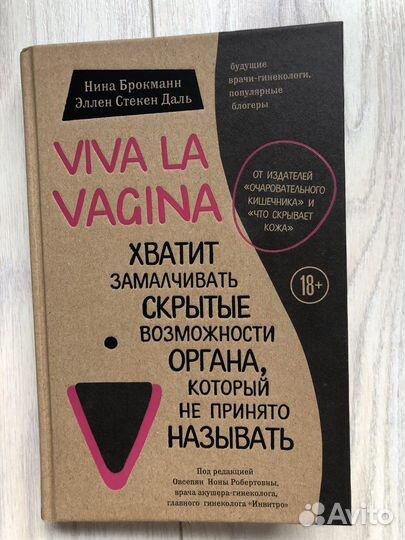 Нина Брокманн
Эллен Стекен Даль
будущие
врачи-гинекологи,
популярные
блогеры
VIVA LA
VAGINA
ОТ ИЗДАТЕЛЕЙ
«ОЧАРОВАТЕЛЬНОГО
КИШЕЧНИКА» И
«ЧТО СКРЫВАЕТ
КОЖА»
18+
ХВАТИТ
ЗАМАЛЧИВАТЬ
СКРЫТЫЕ
ВОЗМОЖНОСТИ
ОРГАНА,
КОТОРЫЙ
НЕ ПРИНЯТО
НАЗЫВАТЬ
Под редакцией
Овсепян Ноны Робертовны,
врача акушера-гинеколога,
главного гинеколога «Инвитро»
Avito